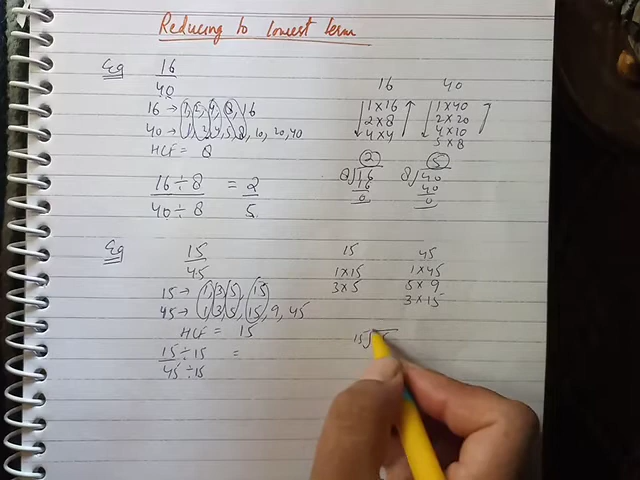 Reducing to lowest term
Eg 16
40
16 → 1, 2, 4, 8, 16
40 → 1, 2, 4, 5, 8, 10, 20, 40
HCF = 8
16 ÷ 8 = 2
40 ÷ 8 5
16 40
1 × 16 1 × 40
2 × 8 2 × 20
4 × 4 4 × 10
5 × 8
2 5
8 16 8 40
16 40
0 0
Eg 15
45
15 → 1, 3, 5, 15
45 → 1, 3, 5, 15, 9, 45
HCF = 15
15 ÷ 15 =
45 ÷ 15
15 45
1 × 15 1 × 45
3 × 5 5 × 9
3 × 15
15